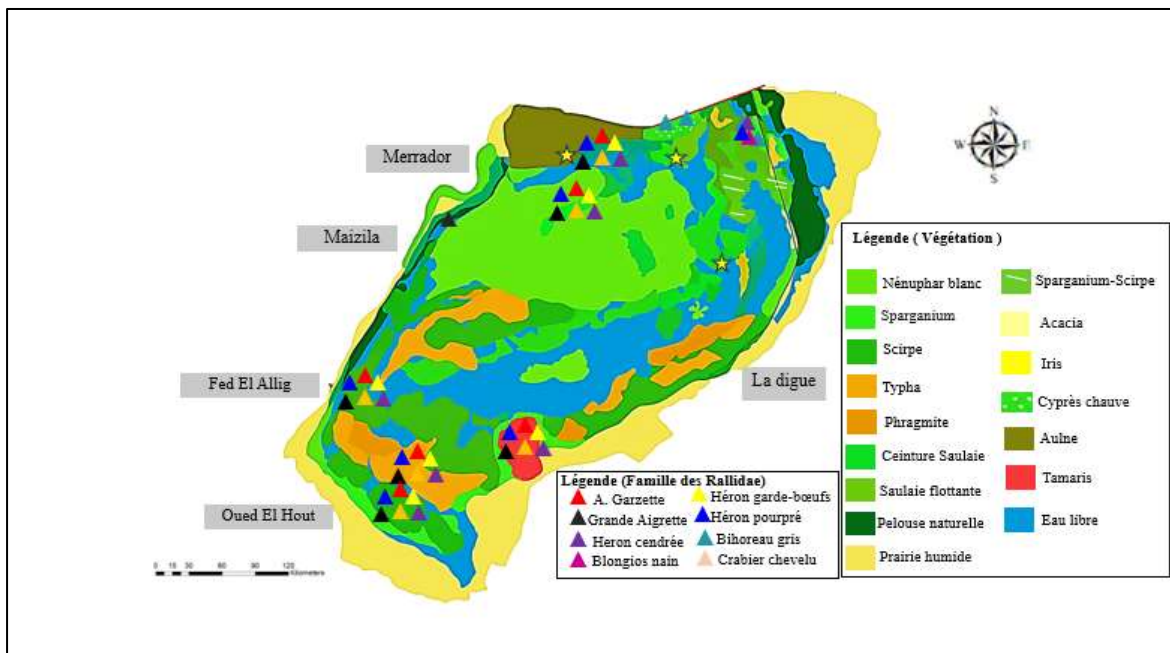 N
W
E
S
Merrador
Maizila
Fed El Allig
Oued El Hout
La digue
0 15 30 60 90 120
Kilometers
Légende (Famille des Rallidae)
A. Garzette
Héron garde-bœufs
Grande Aigrette
Héron pourpré
Heron cendrée
Bihoreau gris
Blongios nain
Crabier chevelu
Légende ( Végétation )
Nénuphar blanc
Sparganium
Scirpe
Typha
Phragmite
Ceinture Saulaie
Saulaie flottante
Pelouse naturelle
Prairie humide
Sparganium-Scirpe
Acacia
Iris
Cyprès chauve
Aulne
Tamaris
Eau libre